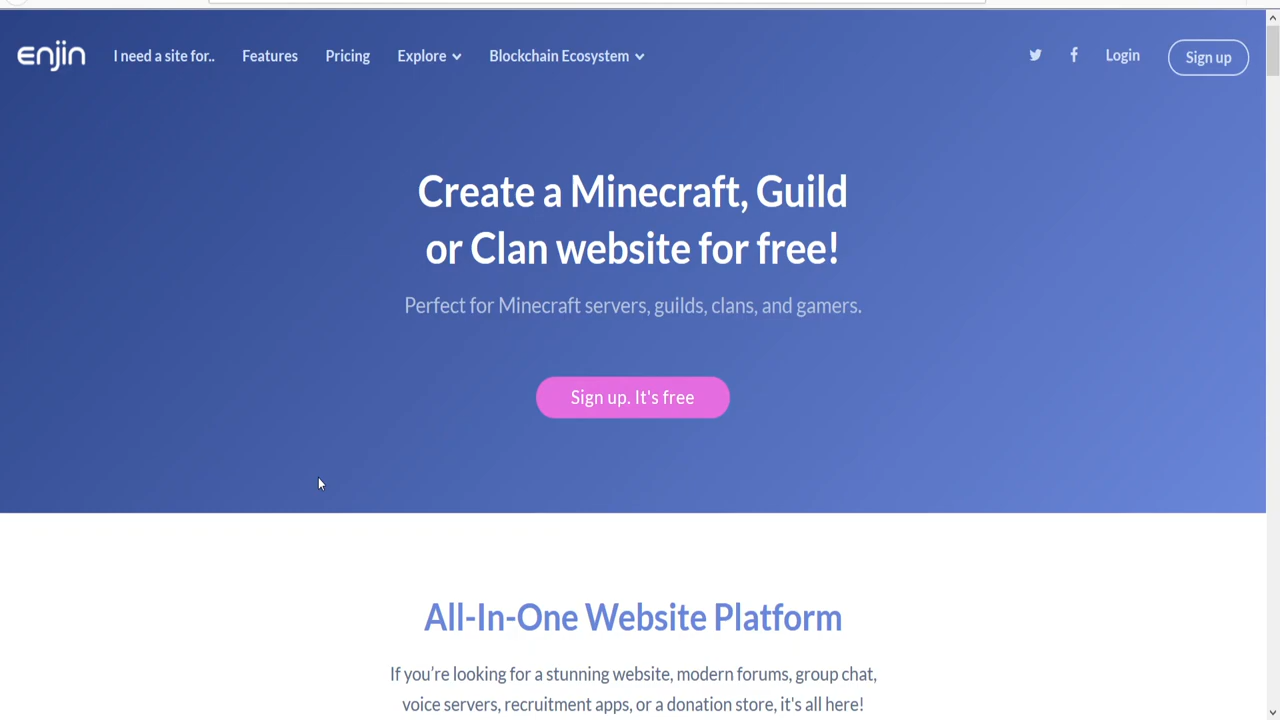 enjin I need a site for.. Features Pricing Explore Blockchain Ecosystem Login Sign up
Create a Minecraft, Guild
or Clan website for free!
Perfect for Minecraft servers, guilds, clans, and gamers.
Sign up. It's free
All-In-One Website Platform
If you’re looking for a stunning website, modern forums, group chat,
voice servers, recruitment apps, or a donation store, it's all here!